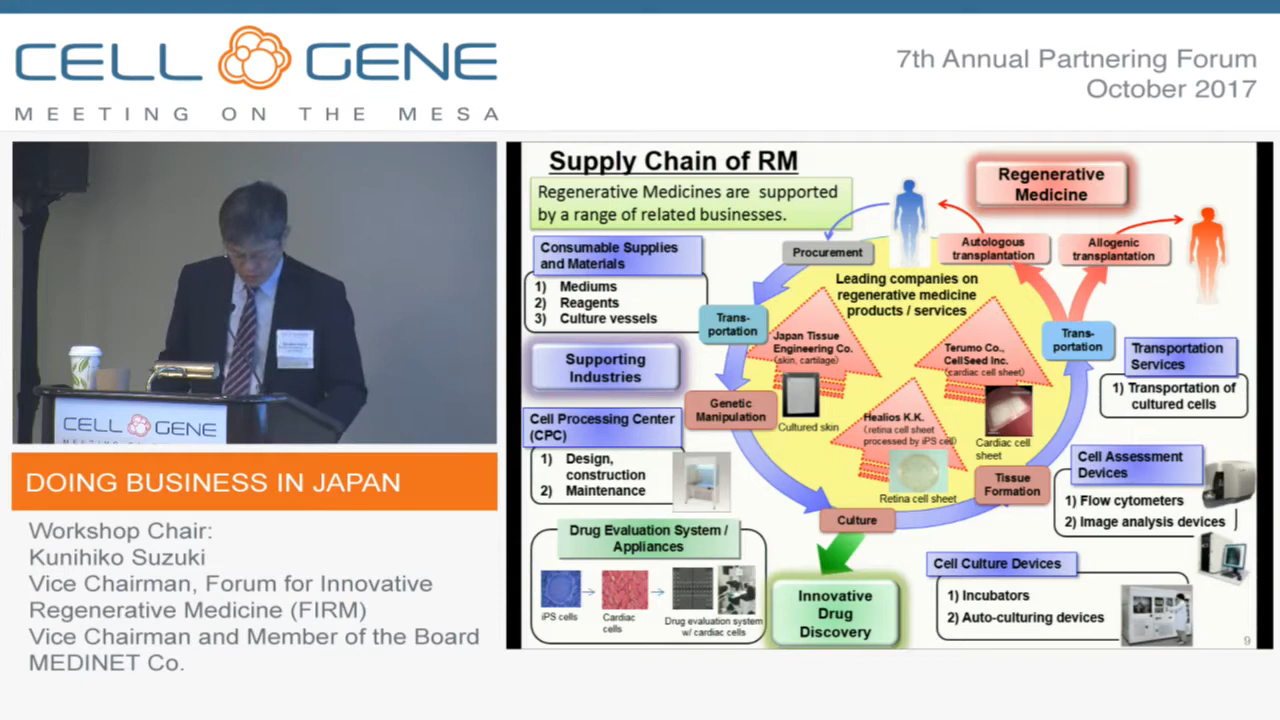 CELL GENE
MEETING ON THE MESA
7th Annual Partnering Forum
October 2017
CELL GENE
DOING BUSINESS IN JAPAN
Workshop Chair:
Kunihiko Suzuki
Vice Chairman, Forum for Innovative
Regenerative Medicine (FIRM)
Vice Chairman and Member of the Board
MEDINET Co.
Supply Chain of RM
Regenerative Medicines are supported
by a range of related businesses.
Regenerative
Medicine
Procurement
Autologous
transplantation
Allogenic
transplantation
Consumable Supplies
and Materials
1) Mediums
2) Reagents
3) Culture vessels
Leading companies on
regenerative medicine
products / services
Trans-
portation
Japan Tissue
Engineering Co.
(skin, cartilage)
Cultured skin
Terumo Co.,
CellSeed Inc.
(cardiac cell sheet)
Cardiac cell
sheet
Trans-
portation
Supporting
Industries
Transportation
Services
1) Transportation of
cultured cells
Genetic
Manipulation
Healios K.K.
(retina cell sheet
processed by iPS cell)
Retina cell sheet
Cell Processing Center
(CPC)
1) Design,
construction
2) Maintenance
Tissue
Formation
Cell Assessment
Devices
1) Flow cytometers
2) Image analysis devices
Culture
Drug Evaluation System /
Appliances
iPS cells
Cardiac
cells
Drug evaluation system
w/ cardiac cells
Innovative
Drug
Discovery
Cell Culture Devices
1) Incubators
2) Auto-culturing devices
9